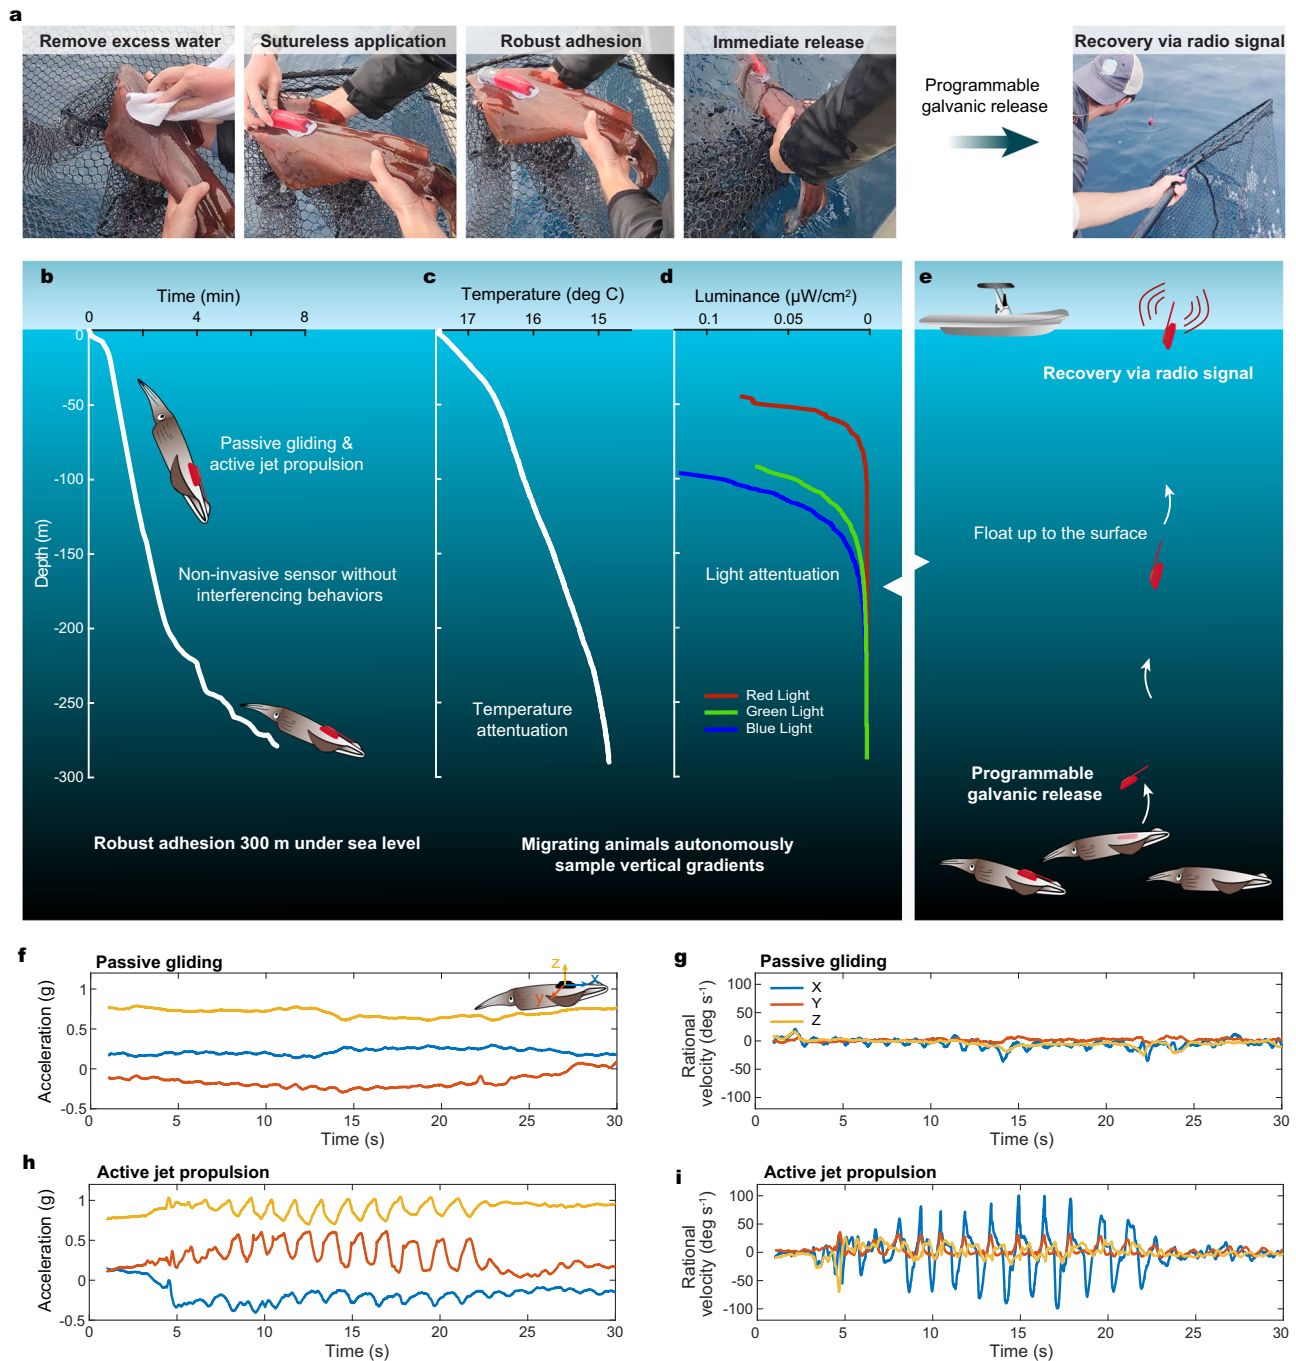 a
Remove excess water
Sutureless application
Robust adhesion
Immediate release
Programmable
galvanic release
Recovery via radio signal
b
Time (min)
0 4 8
0
-50
-100
-150
-200
-250
-300
Depth (m)
Passive gliding &
active jet propulsion
Non-invasive sensor without
interferencing behaviors
Robust adhesion 300 m under sea level
c
Temperature (deg C)
17 16 15
Temperature
attentuation
d
Luminance (µW/cm²)
0.1 0.05 0
Light attentuation
Red Light
Green Light
Blue Light
Migrating animals autonomously
sample vertical gradients
e
Recovery via radio signal
Float up to the surface
Programmable
galvanic release
f
Passive gliding
Acceleration (g)
1
0.5
0
-0.5
z
x
y
0 5 10 15 20 25 30
Time (s)
g
Passive gliding
Rational
velocity (deg s⁻¹)
100
50
0
-50
-100
X
Y
Z
0 5 10 15 20 25 30
Time (s)
h
Active jet propulsion
Acceleration (g)
1
0.5
0
-0.5
0 5 10 15 20 25 30
Time (s)
i
Active jet propulsion
Rational
velocity (deg s⁻¹)
100
50
0
-50
-100
0 5 10 15 20 25 30
Time (s)